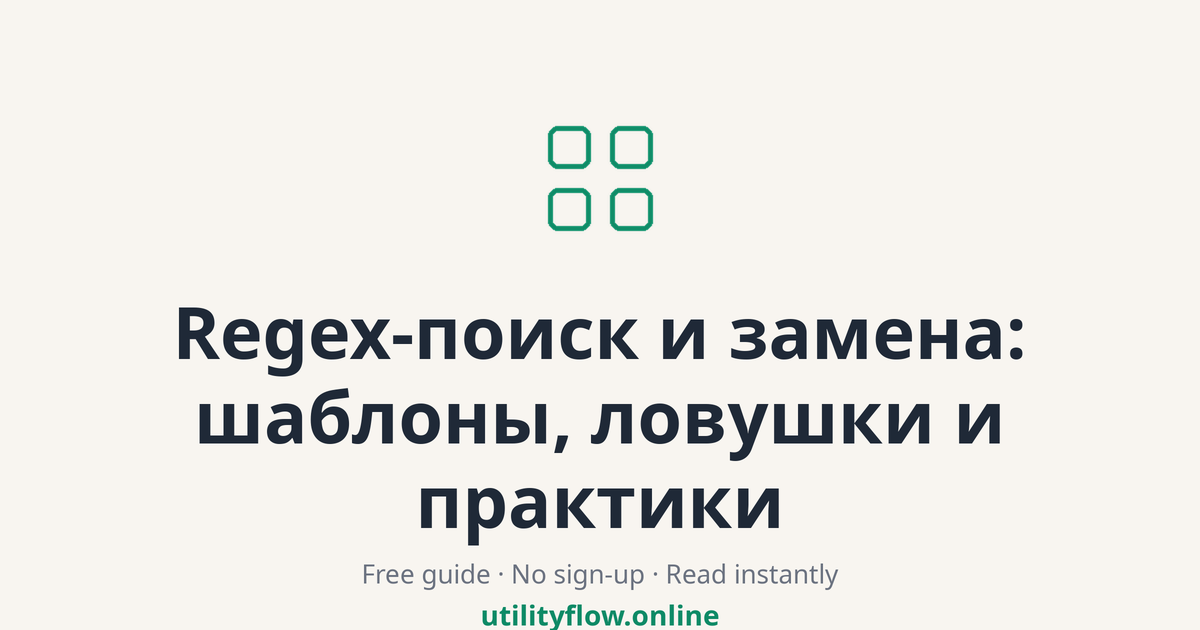 Regex-поиск и замена:
шаблоны, ловушки и
практики
Free guide · No sign-up · Read instantly
utilityflow.online